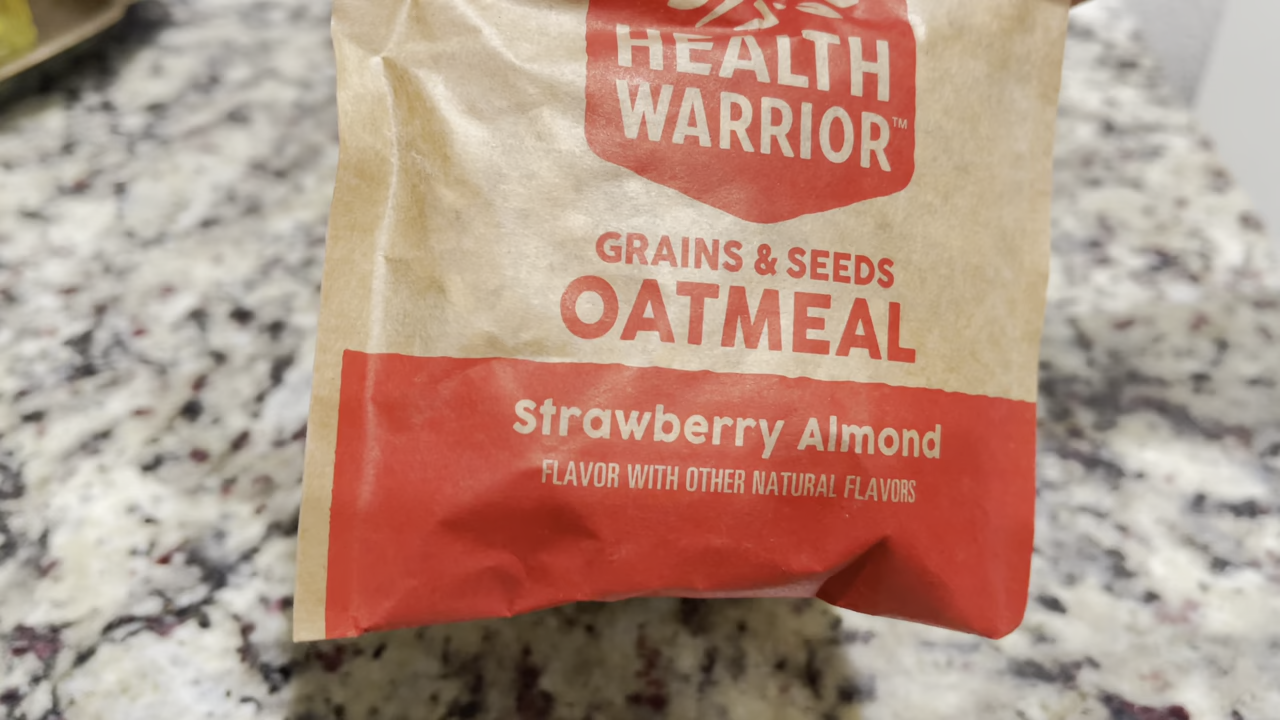 HEALTH
WARRIOR™
GRAINS & SEEDS
OATMEAL
Strawberry Almond
FLAVOR WITH OTHER NATURAL FLAVORS